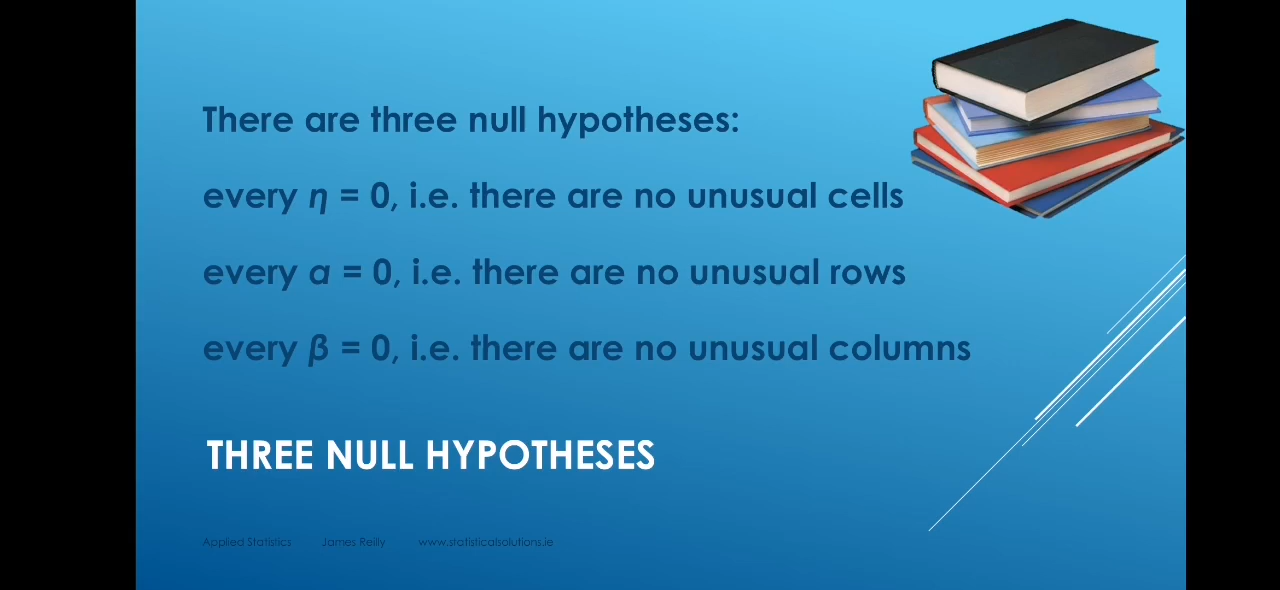 There are three null hypotheses:
every η = 0, i.e. there are no unusual cells
every α = 0, i.e. there are no unusual rows
every β = 0, i.e. there are no unusual columns
THREE NULL HYPOTHESES
Applied Statistics James Reilly www.statisticalsolutions.ie